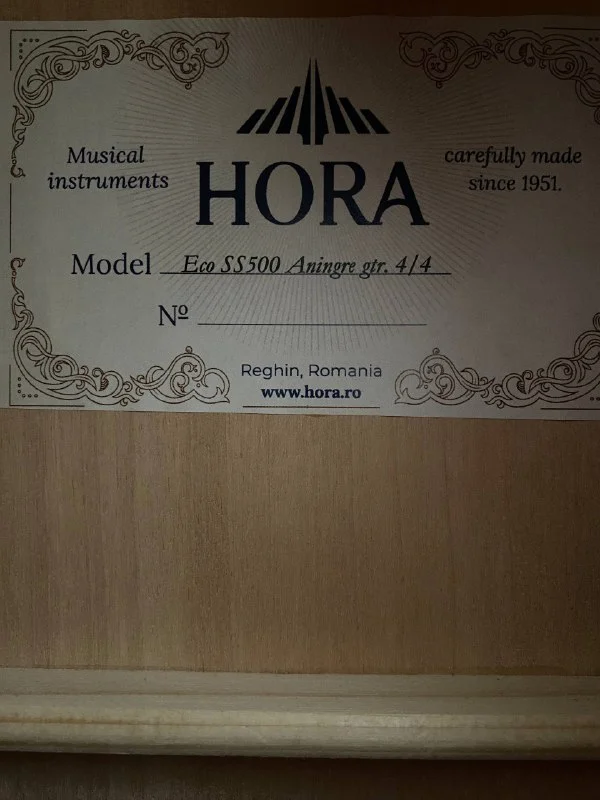 Musical
instruments
HORA
carefully made
since 1951.
Model Eco SS500 Aningre gtr. 4/4
Nº
Reghin, Romania
www.hora.ro